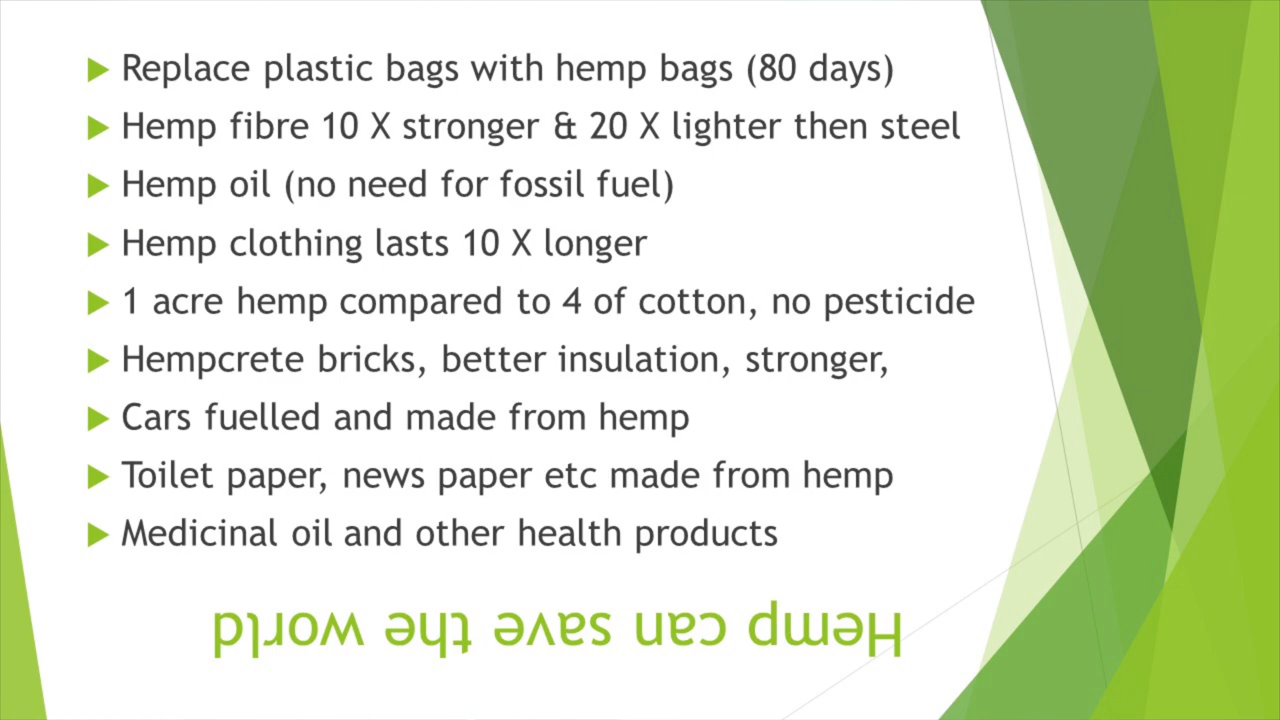 Replace plastic bags with hemp bags (80 days)
Hemp fibre 10 X stronger & 20 X lighter then steel
Hemp oil (no need for fossil fuel)
Hemp clothing lasts 10 X longer
1 acre hemp compared to 4 of cotton, no pesticide
Hempcrete bricks, better insulation, stronger,
Cars fuelled and made from hemp
Toilet paper, news paper etc made from hemp
Medicinal oil and other health products
Hemp can save the world